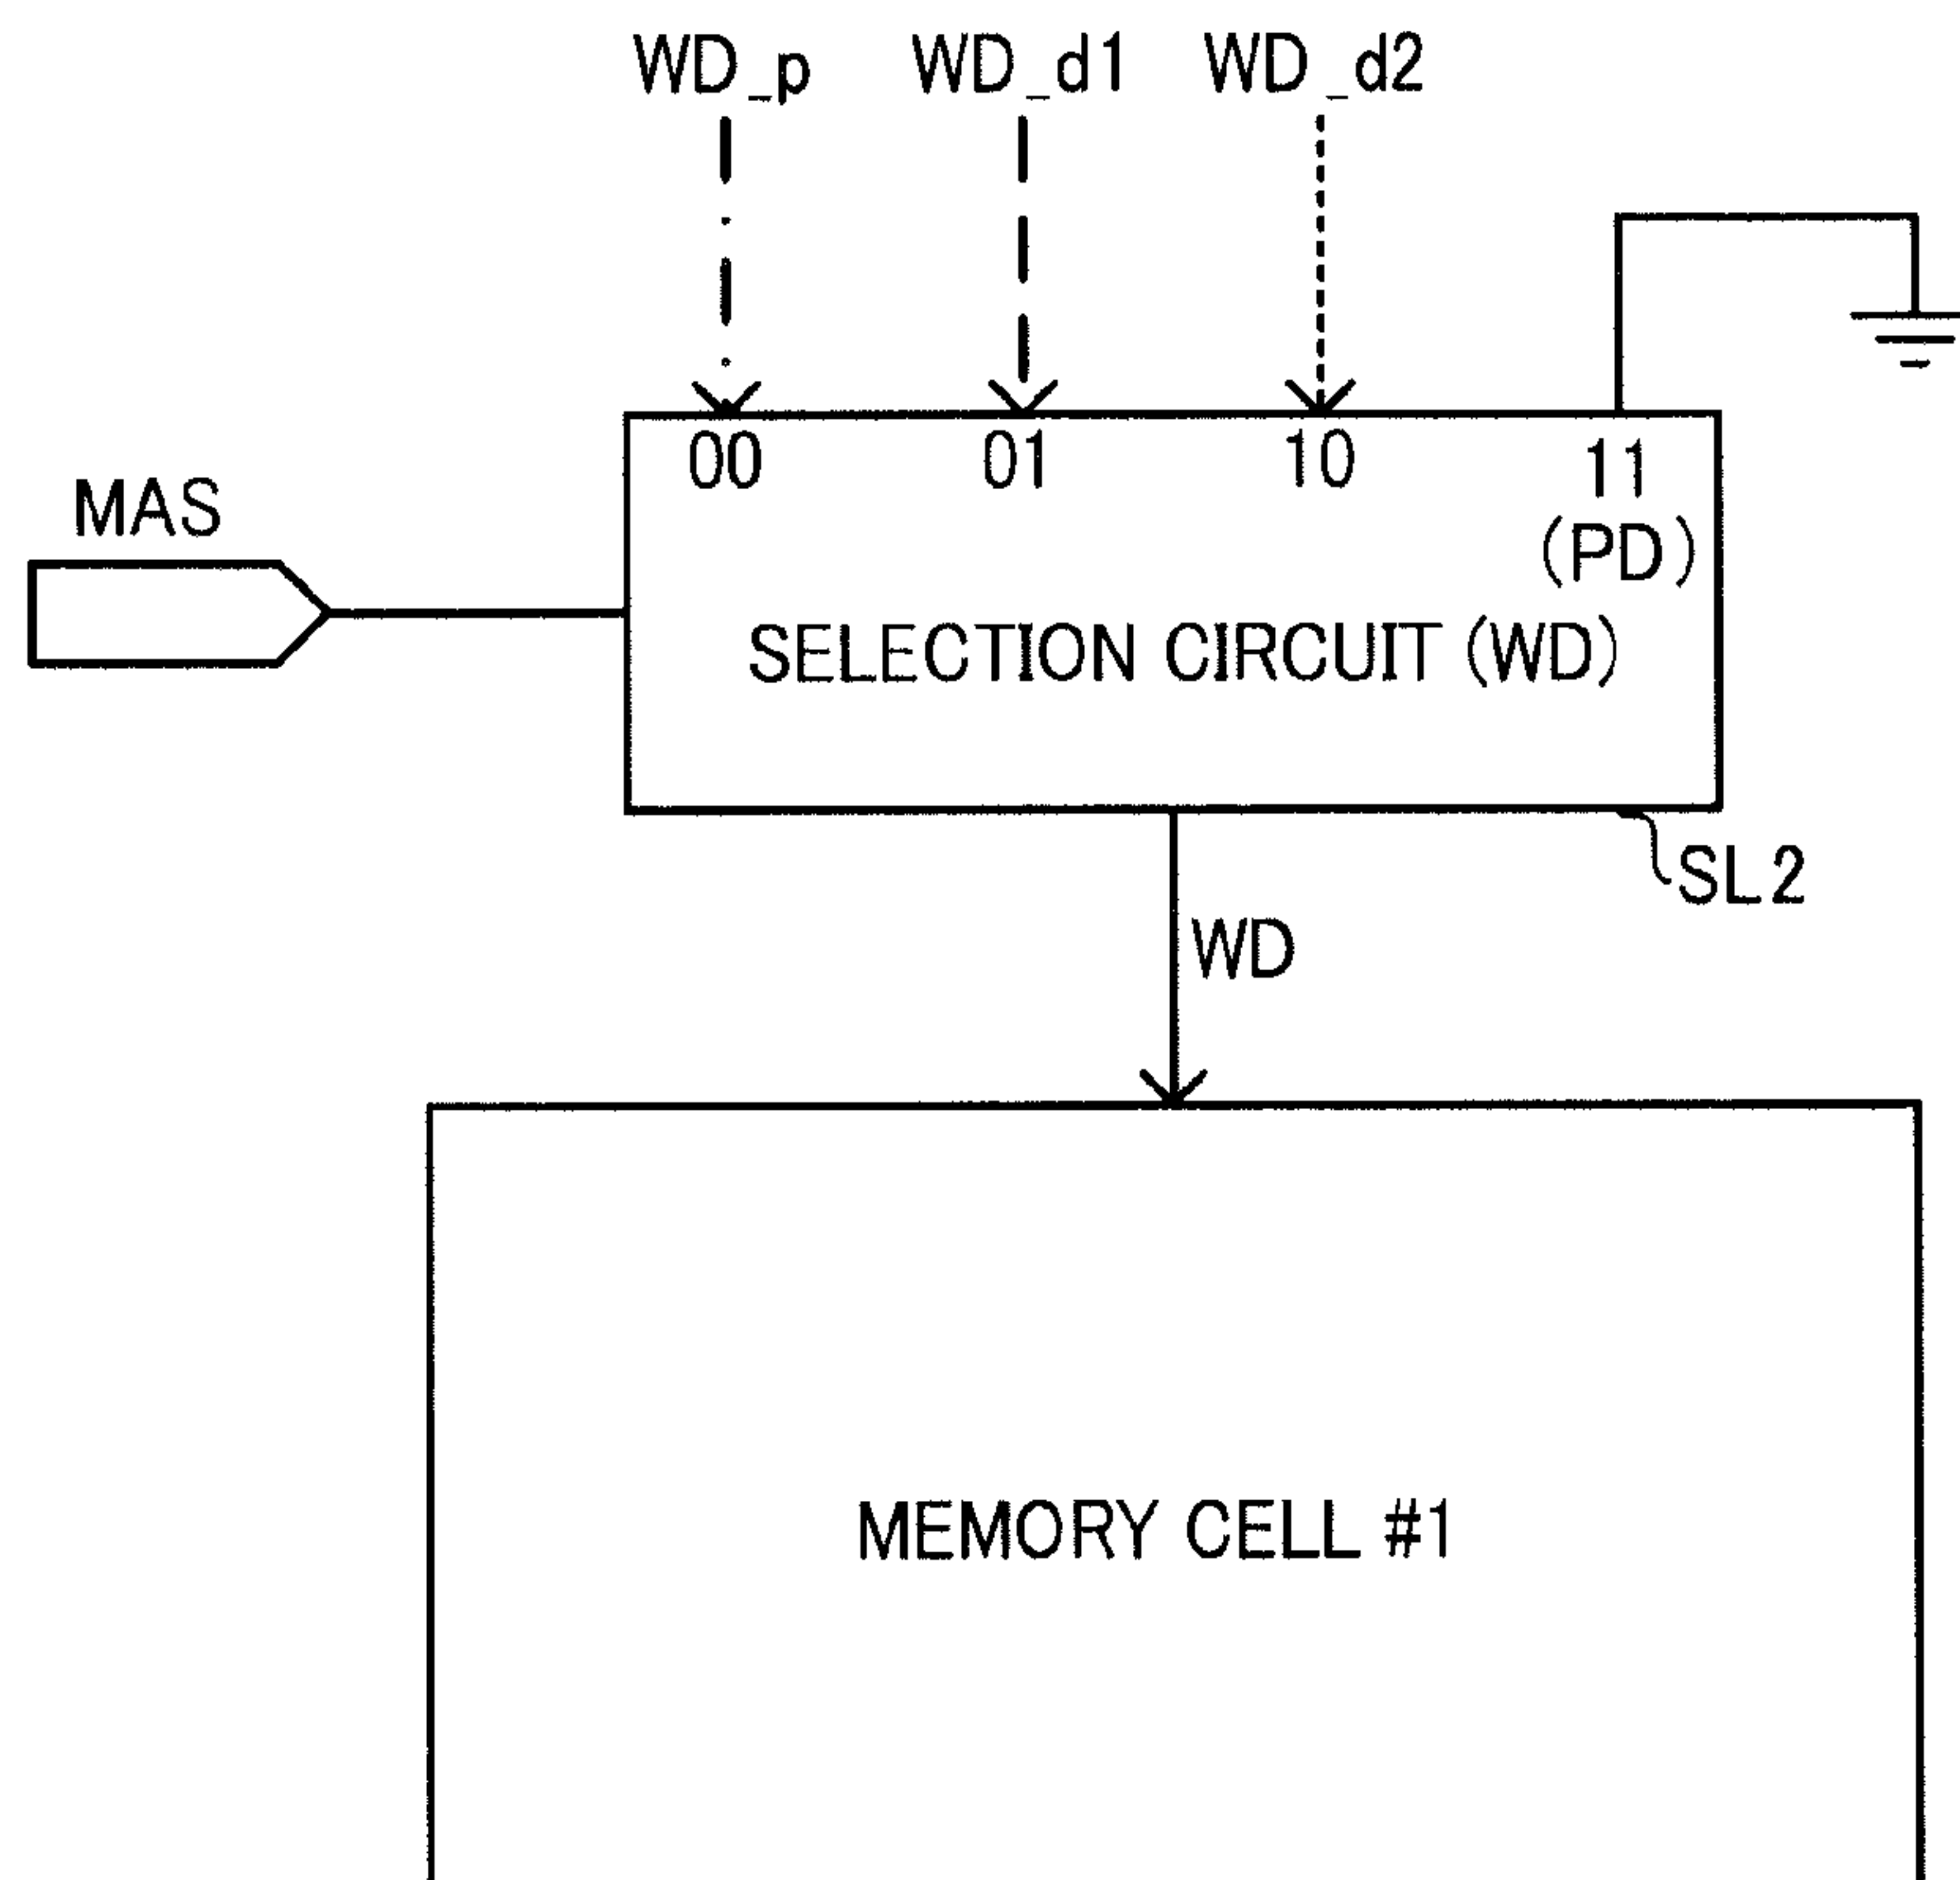 WD_p WD_d1 WD_d2
00 01 10 11
(PD)
MAS
SELECTION CIRCUIT (WD)
SL2
WD
MEMORY CELL #1